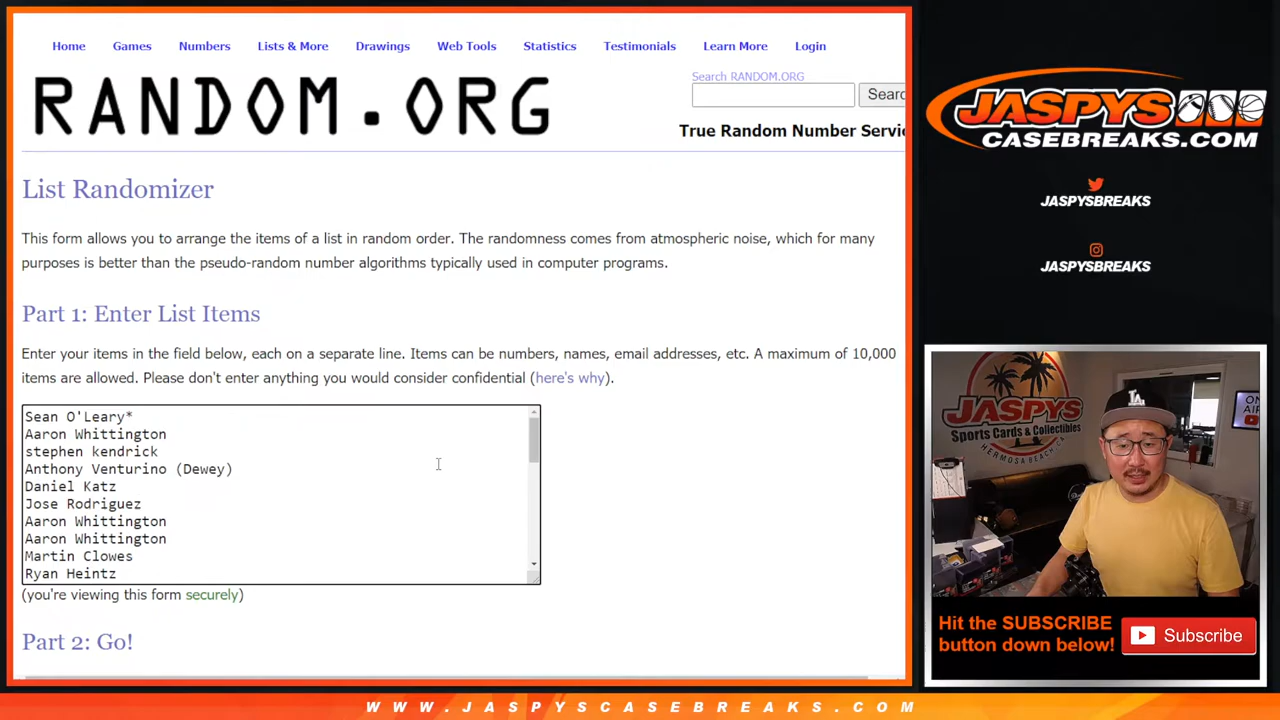 Home Games Numbers Lists & More Drawings Web Tools Statistics Testimonials Learn More Login
RANDOM.ORG
Search RANDOM.ORG
Searc
True Random Number Servic
List Randomizer
This form allows you to arrange the items of a list in random order. The randomness comes from atmospheric noise, which for many
purposes is better than the pseudo-random number algorithms typically used in computer programs.
Part 1: Enter List Items
Enter your items in the field below, each on a separate line. Items can be numbers, names, email addresses, etc. A maximum of 10,000
items are allowed. Please don't enter anything you would consider confidential (here's why).
Sean O'Leary*
Aaron Whittington
stephen kendrick
Anthony Venturino (Dewey)
Daniel Katz
Jose Rodriguez
Aaron Whittington
Aaron Whittington
Martin Clowes
Ryan Heintz
(you're viewing this form securely)
Part 2: Go!
JASPYS
CASEBREAKS.COM
JASPYSBREAKS
JASPYSBREAKS
JASPYS
Sports Cards & Collectibles
HERMOSA BEACH, CA
LA
ON
AIR
Hit the SUBSCRIBE
button down below!
Subscribe
WWW.JASPYSCASEBREAKS.COM